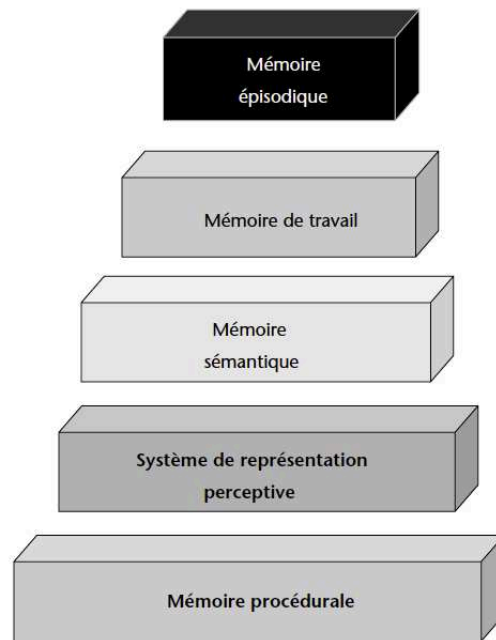 Mémoire
épisodique
Mémoire de travail
Mémoire
sémantique
Système de représentation
perceptive
Mémoire procédurale